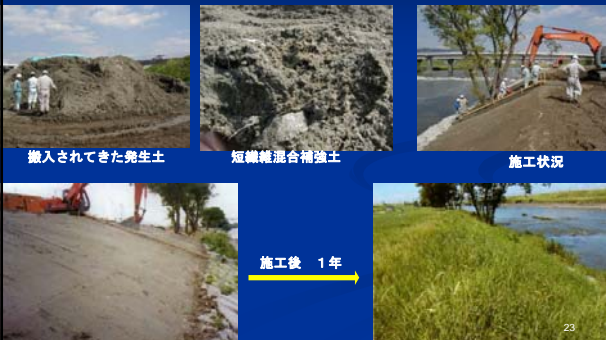 搬入されてきた発生土
短繊維混合補強土
施工状況
施工後 1年
23